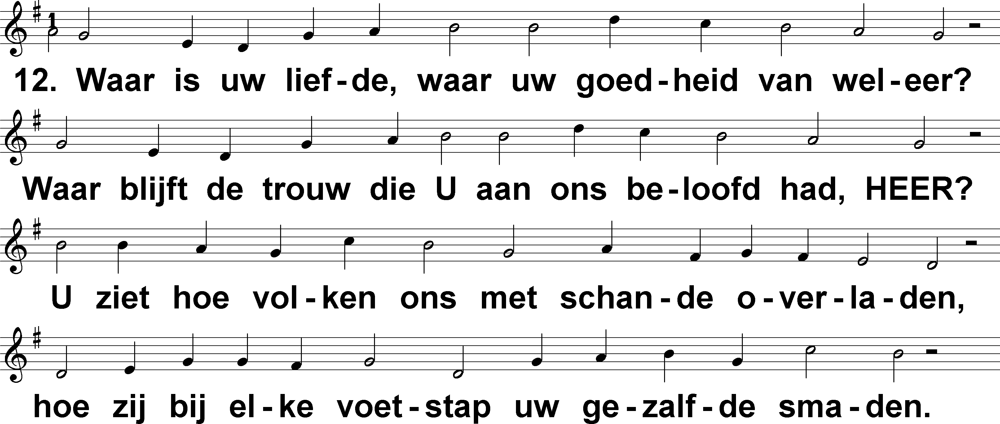 1
12. Waar is uw lief-de, waar uw goed-heid van wel-eer?
Waar blijft de trouw die U aan ons be-loofd had, HEER?
U ziet hoe vol-ken ons met schan-de o-ver-la-den,
hoe zij bij el-ke voet-stap uw ge-zalf-de sma-den.